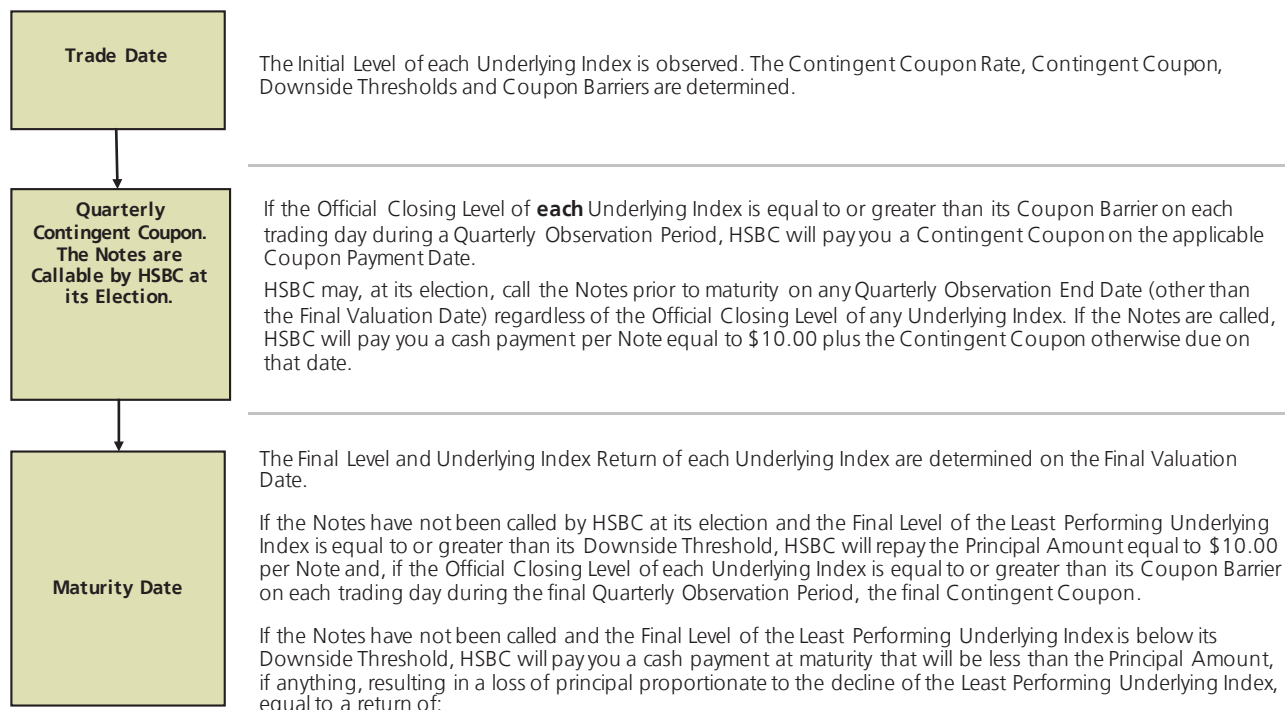 Trade Date
The Initial Level of each Underlying Index is observed. The Contingent Coupon Rate, Contingent Coupon,
Downside Thresholds and Coupon Barriers are determined.
Quarterly
Contingent Coupon.
The Notes are
Callable by HSBC at
its Election.
If the Official Closing Level of each Underlying Index is equal to or greater than its Coupon Barrier on each
trading day during a Quarterly Observation Period, HSBC will pay you a Contingent Coupon on the applicable
Coupon Payment Date.
HSBC may, at its election, call the Notes prior to maturity on any Quarterly Observation End Date (other than
the Final Valuation Date) regardless of the Official Closing Level of any Underlying Index. If the Notes are called,
HSBC will pay you a cash payment per Note equal to $10.00 plus the Contingent Coupon otherwise due on
that date.
Maturity Date
The Final Level and Underlying Index Return of each Underlying Index are determined on the Final Valuation
Date.
If the Notes have not been called by HSBC at its election and the Final Level of the Least Performing Underlying
Index is equal to or greater than its Downside Threshold, HSBC will repay the Principal Amount equal to $10.00
per Note and, if the Official Closing Level of each Underlying Index is equal to or greater than its Coupon Barrier
on each trading day during the final Quarterly Observation Period, the final Contingent Coupon.
If the Notes have not been called and the Final Level of the Least Performing Underlying Index is below its
Downside Threshold, HSBC will pay you a cash payment at maturity that will be less than the Principal Amount,
if anything, resulting in a loss of principal proportionate to the decline of the Least Performing Underlying Index,
equal to a return of: